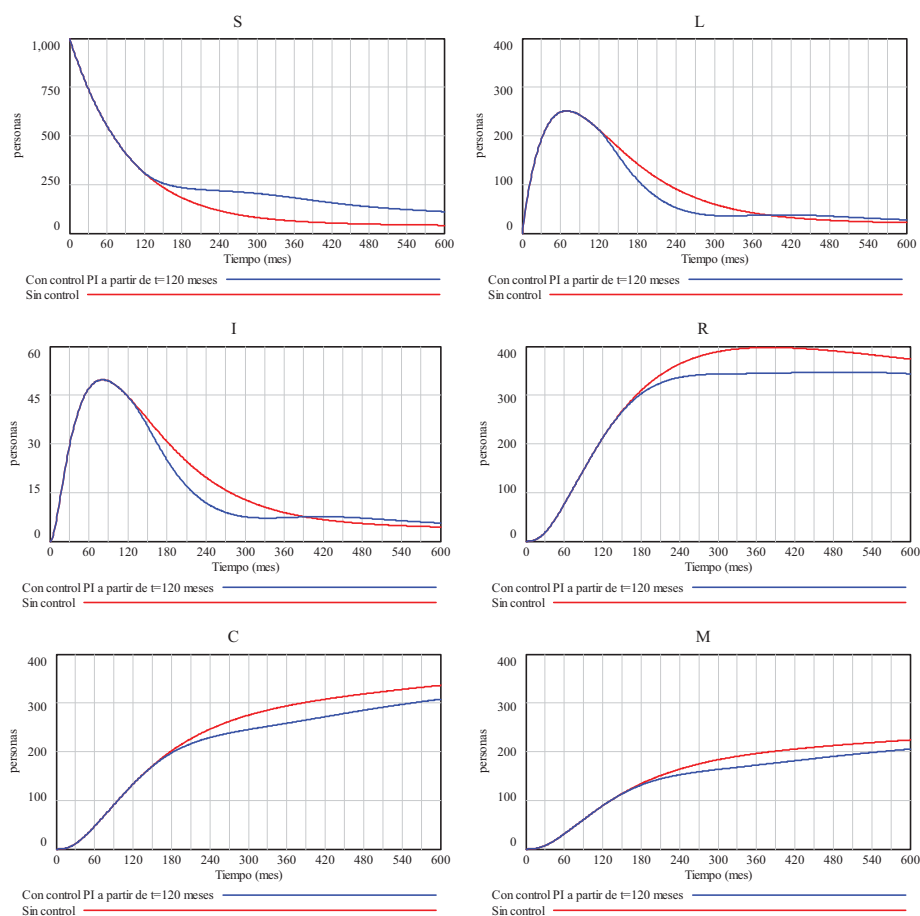 S
1,000
750
500
250
0
personas
0 60 120 180 240 300 360 420 480 540 600
Tiempo (mes)
Con control PI a partir de t=120 meses
Sin control
L
400
300
200
100
0
personas
0 60 120 180 240 300 360 420 480 540 600
Tiempo (mes)
Con control PI a partir de t=120 meses
Sin control
I
60
45
30
15
0
personas
0 60 120 180 240 300 360 420 480 540 600
Tiempo (mes)
Con control PI a partir de t=120 meses
Sin control
R
400
300
200
100
0
personas
0 60 120 180 240 300 360 420 480 540 600
Tiempo (mes)
Con control PI a partir de t=120 meses
Sin control
C
400
300
200
100
0
personas
0 60 120 180 240 300 360 420 480 540 600
Tiempo (mes)
Con control PI a partir de t=120 meses
Sin control
M
400
300
200
100
0
personas
0 60 120 180 240 300 360 420 480 540 600
Tiempo (mes)
Con control PI a partir de t=120 meses
Sin control